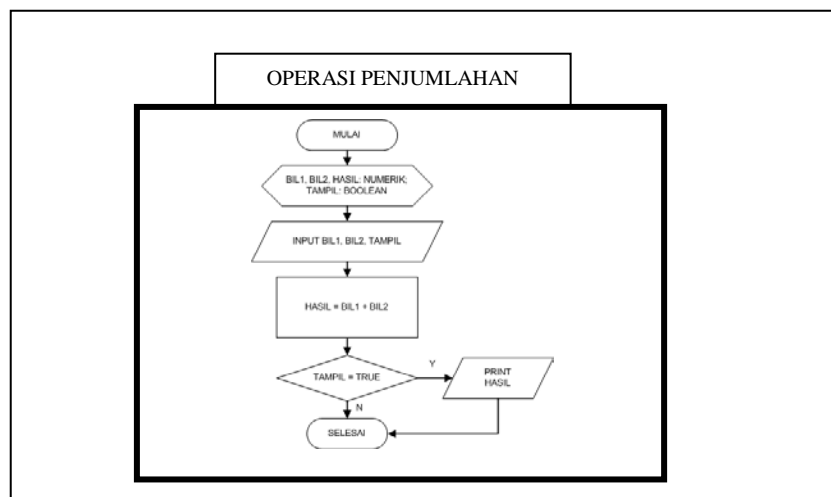 OPERASI PENJUMLAHAN
MULAI
BIL1, BIL2, HASIL: NUMERIK;
TAMPIL: BOOLEAN
INPUT BIL1, BIL2, TAMPIL
HASIL = BIL1 + BIL2
TAMPIL = TRUE
Y
PRINT
HASIL
N
SELESAI